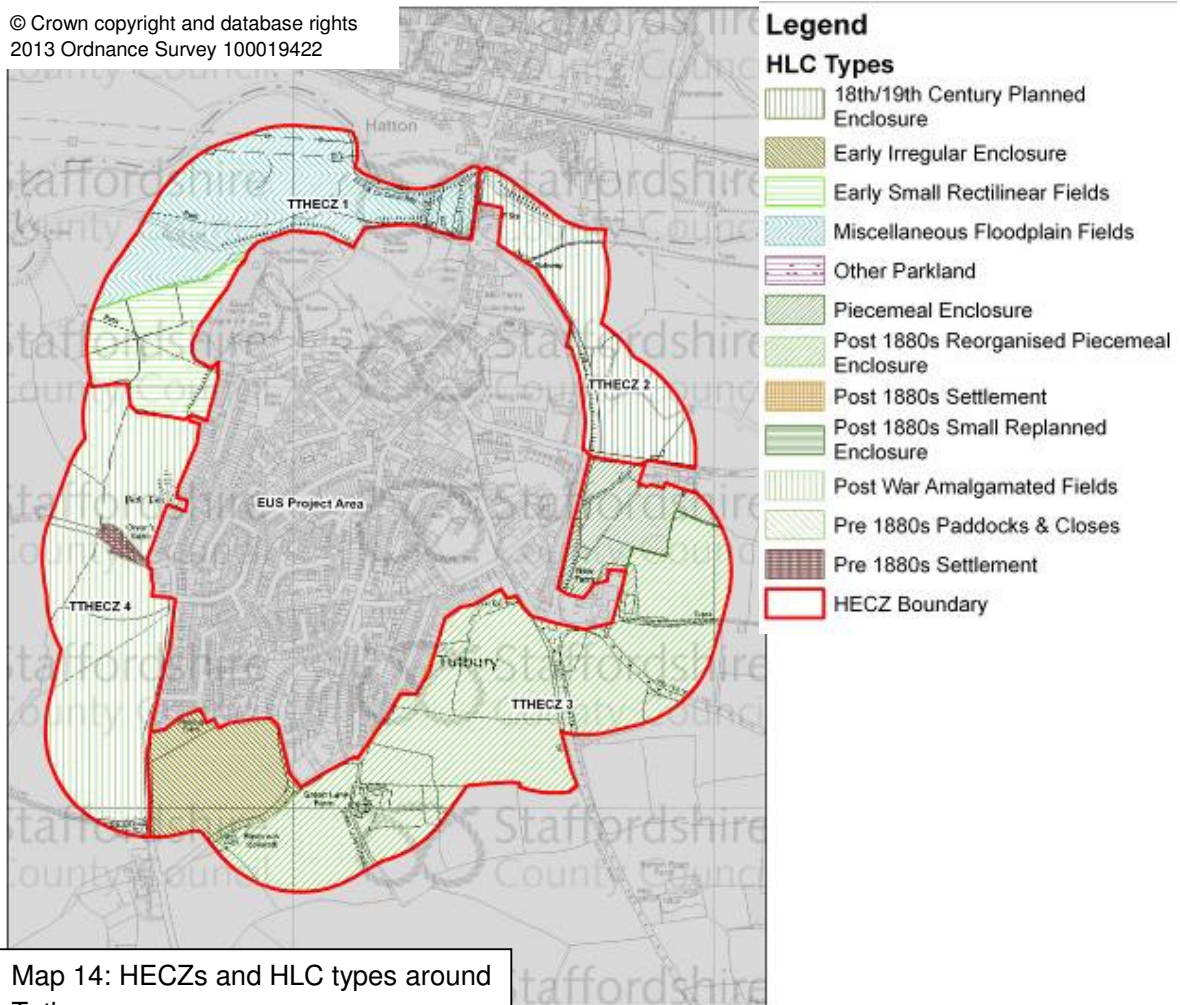 © Crown copyright and database rights
2013 Ordnance Survey 100019422
Legend
HLC Types
18th/19th Century Planned
Enclosure
Early Irregular Enclosure
Early Small Rectilinear Fields
Miscellaneous Floodplain Fields
Other Parkland
Piecemeal Enclosure
Post 1880s Reorganised Piecemeal
Enclosure
Post 1880s Settlement
Post 1880s Small Replanned
Enclosure
Post War Amalgamated Fields
Pre 1880s Paddocks & Closes
Pre 1880s Settlement
HECZ Boundary
Hatton
TTHECZ 1
TTHECZ 2
EUS Project Area
TTHECZ 4
Tutbury
TTHECZ 3
Green Lane
Farm
Staffordshire
County Council
Map 14: HECZs and HLC types around